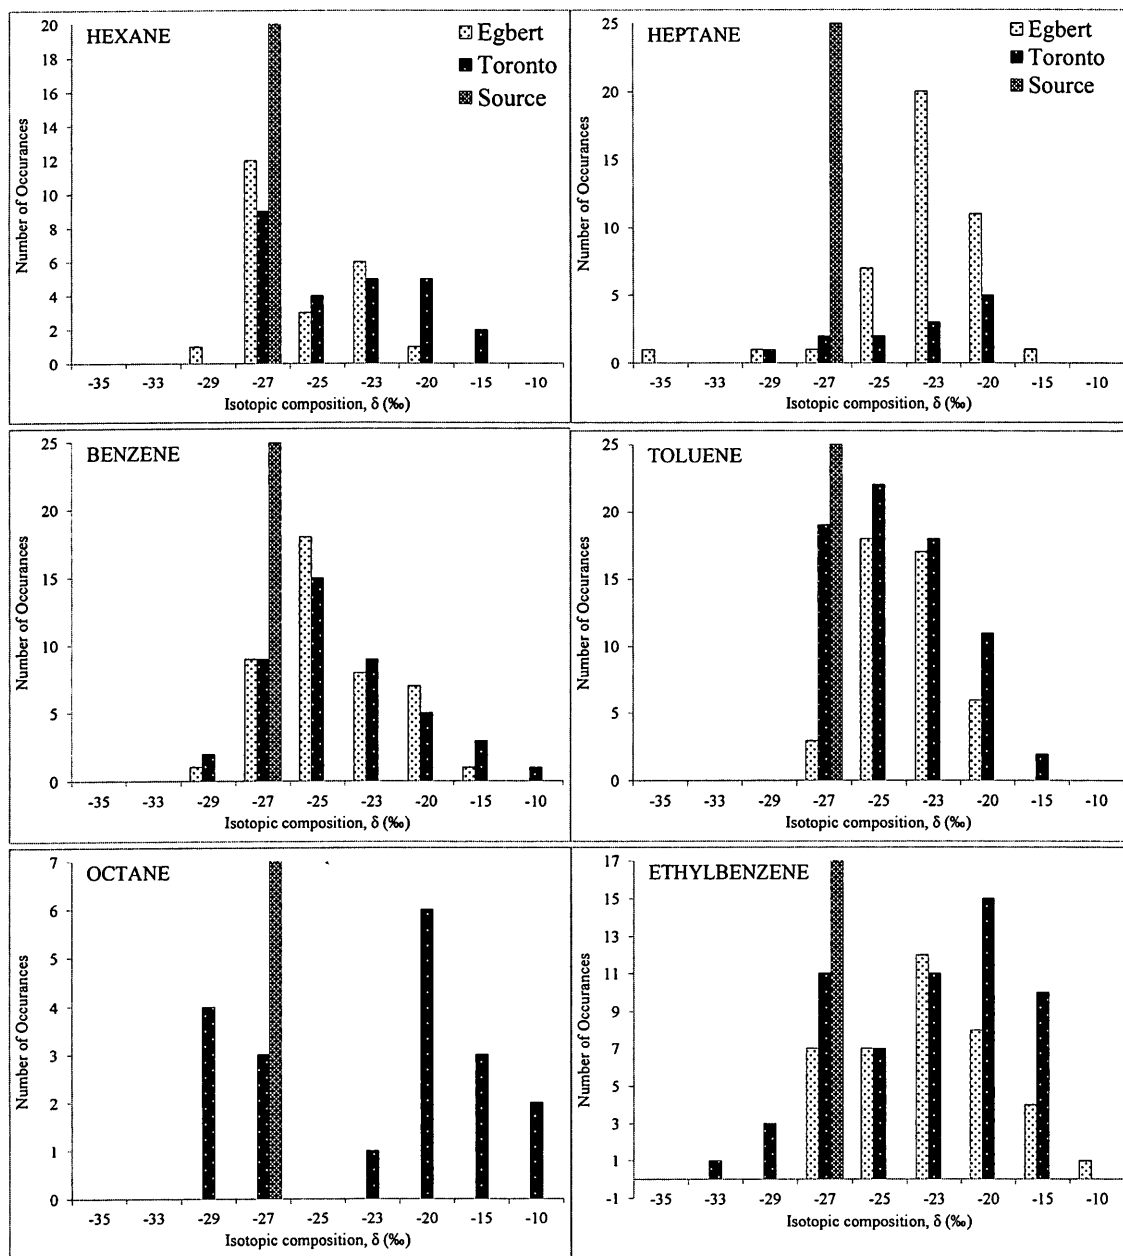 HEXANE
Egbert
Toronto
Source
Number of Occurances
20
18
16
14
12
10
8
6
4
2
0
-35 -33 -29 -27 -25 -23 -20 -15 -10
Isotopic composition, δ (‰)
HEPTANE
Egbert
Toronto
Source
Number of Occurances
25
20
15
10
5
0
-35 -33 -29 -27 -25 -23 -20 -15 -10
Isotopic composition, δ (‰)
BENZENE
Number of Occurances
25
20
15
10
5
0
-35 -33 -29 -27 -25 -23 -20 -15 -10
Isotopic composition, δ (‰)
TOLUENE
Number of Occurances
25
20
15
10
5
0
-35 -33 -29 -27 -25 -23 -20 -15 -10
Isotopic composition, δ (‰)
OCTANE
Number of Occurances
7
6
5
4
3
2
1
0
-35 -33 -29 -27 -25 -23 -20 -15 -10
Isotopic composition, δ (‰)
ETHYLBENZENE
Number of Occurances
17
15
13
11
9
7
5
3
1
-1
-35 -33 -29 -27 -25 -23 -20 -15 -10
Isotopic composition, δ (‰)